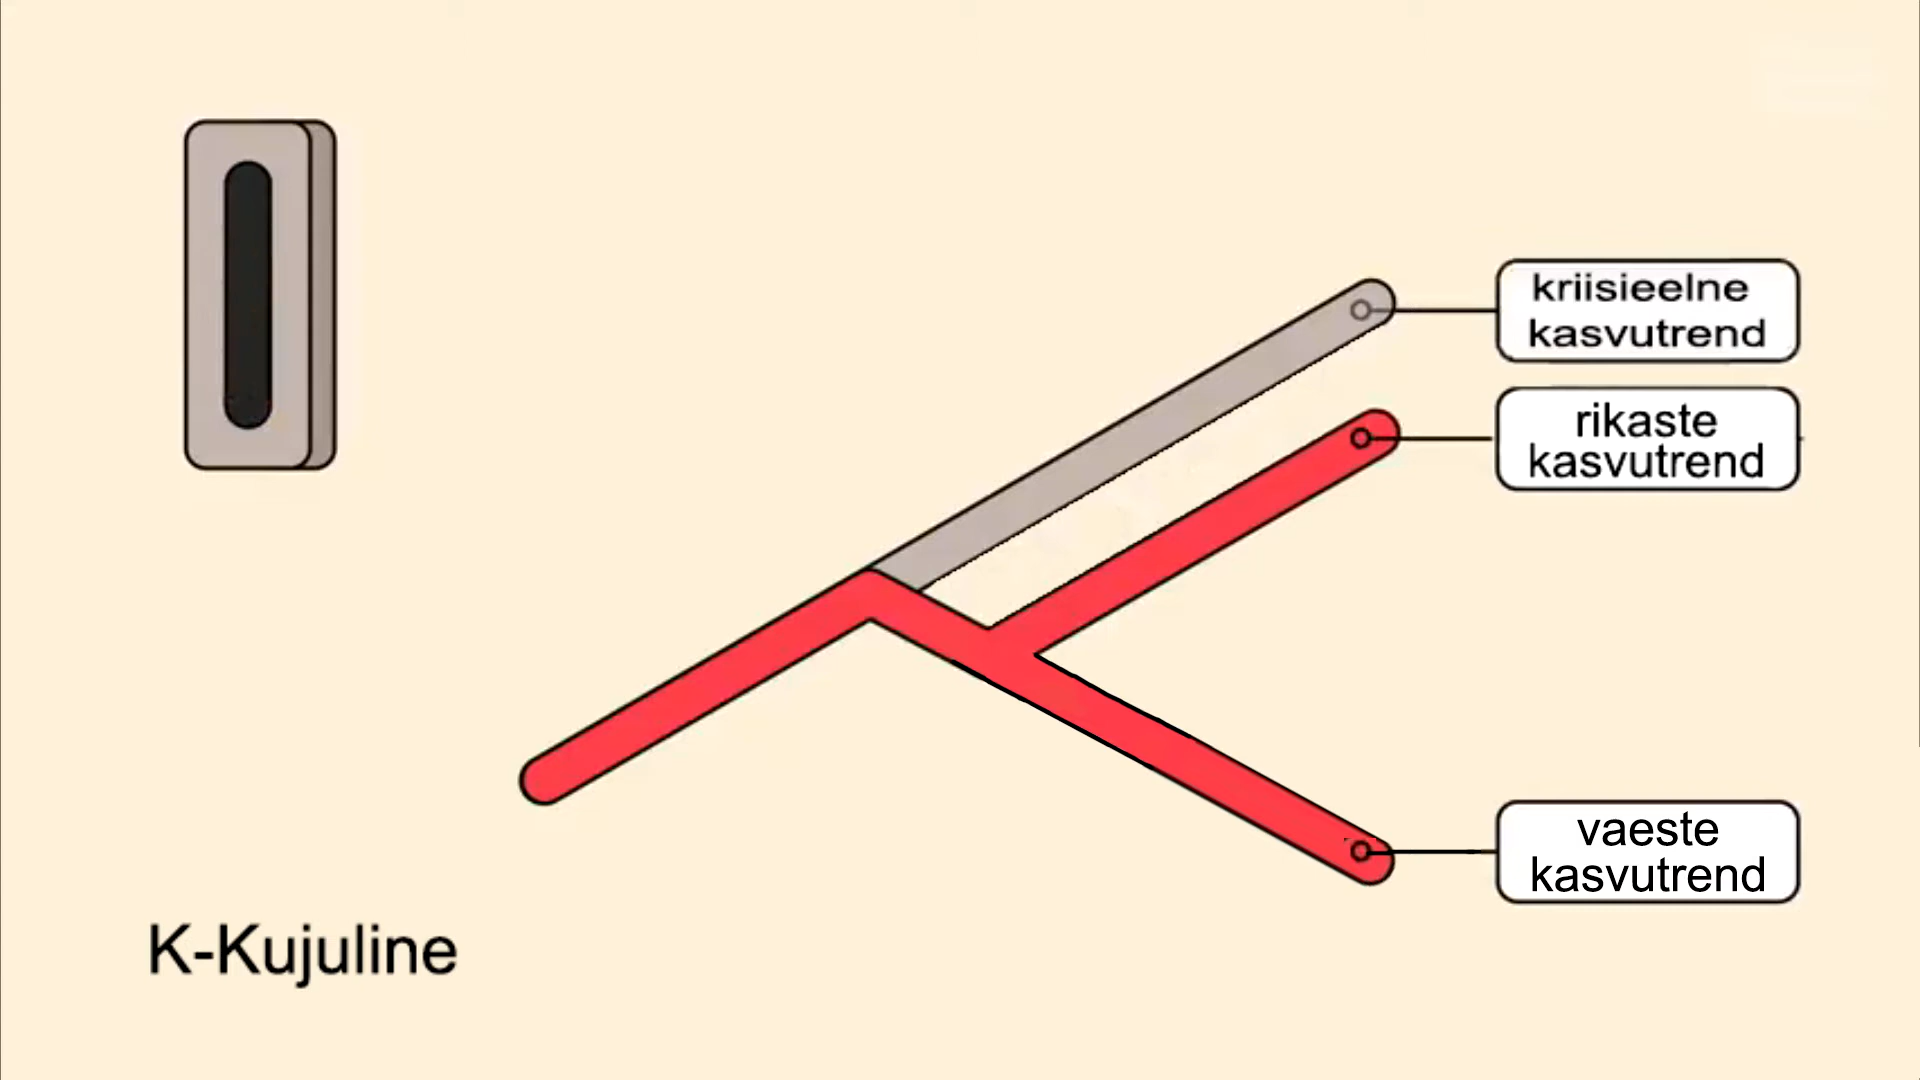 kriisieelne
kasvutrend
rikaste
kasvutrend
vaeste
kasvutrend
K-Kujuline